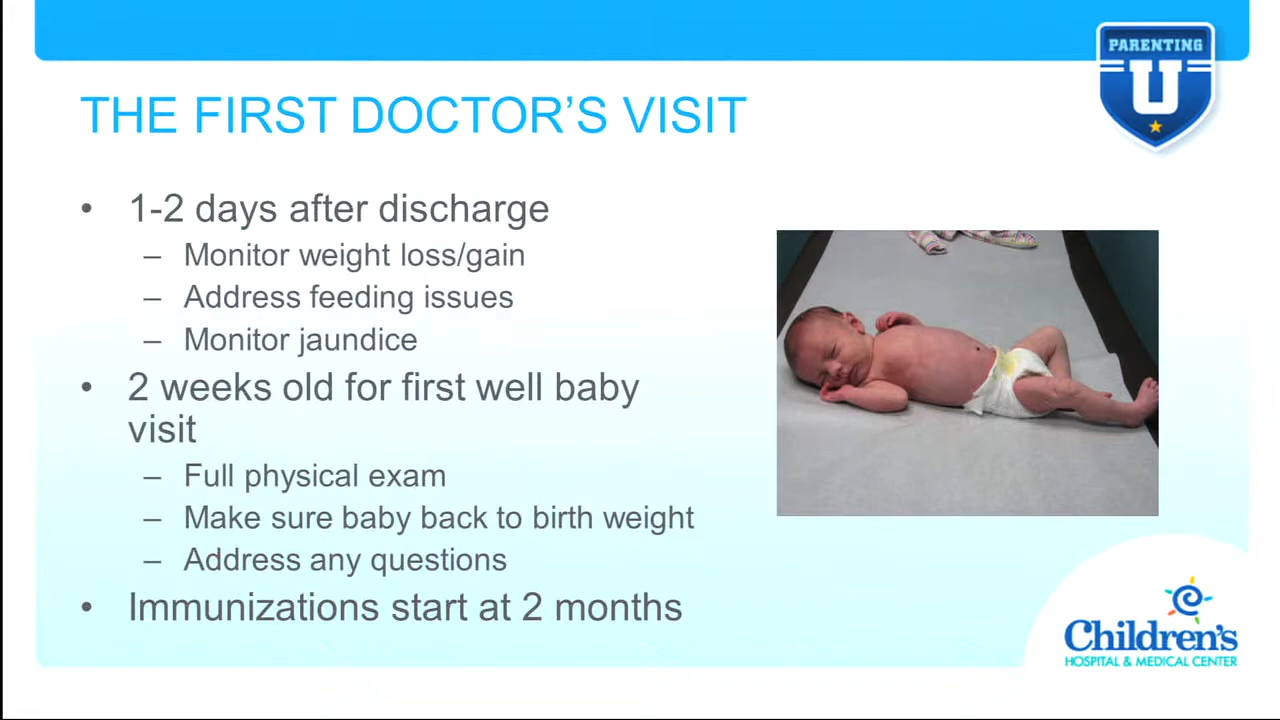 PARENTING
U
THE FIRST DOCTOR'S VISIT
• 1-2 days after discharge
– Monitor weight loss/gain
– Address feeding issues
– Monitor jaundice
• 2 weeks old for first well baby
visit
– Full physical exam
– Make sure baby back to birth weight
– Address any questions
• Immunizations start at 2 months
Children's
HOSPITAL & MEDICAL CENTER